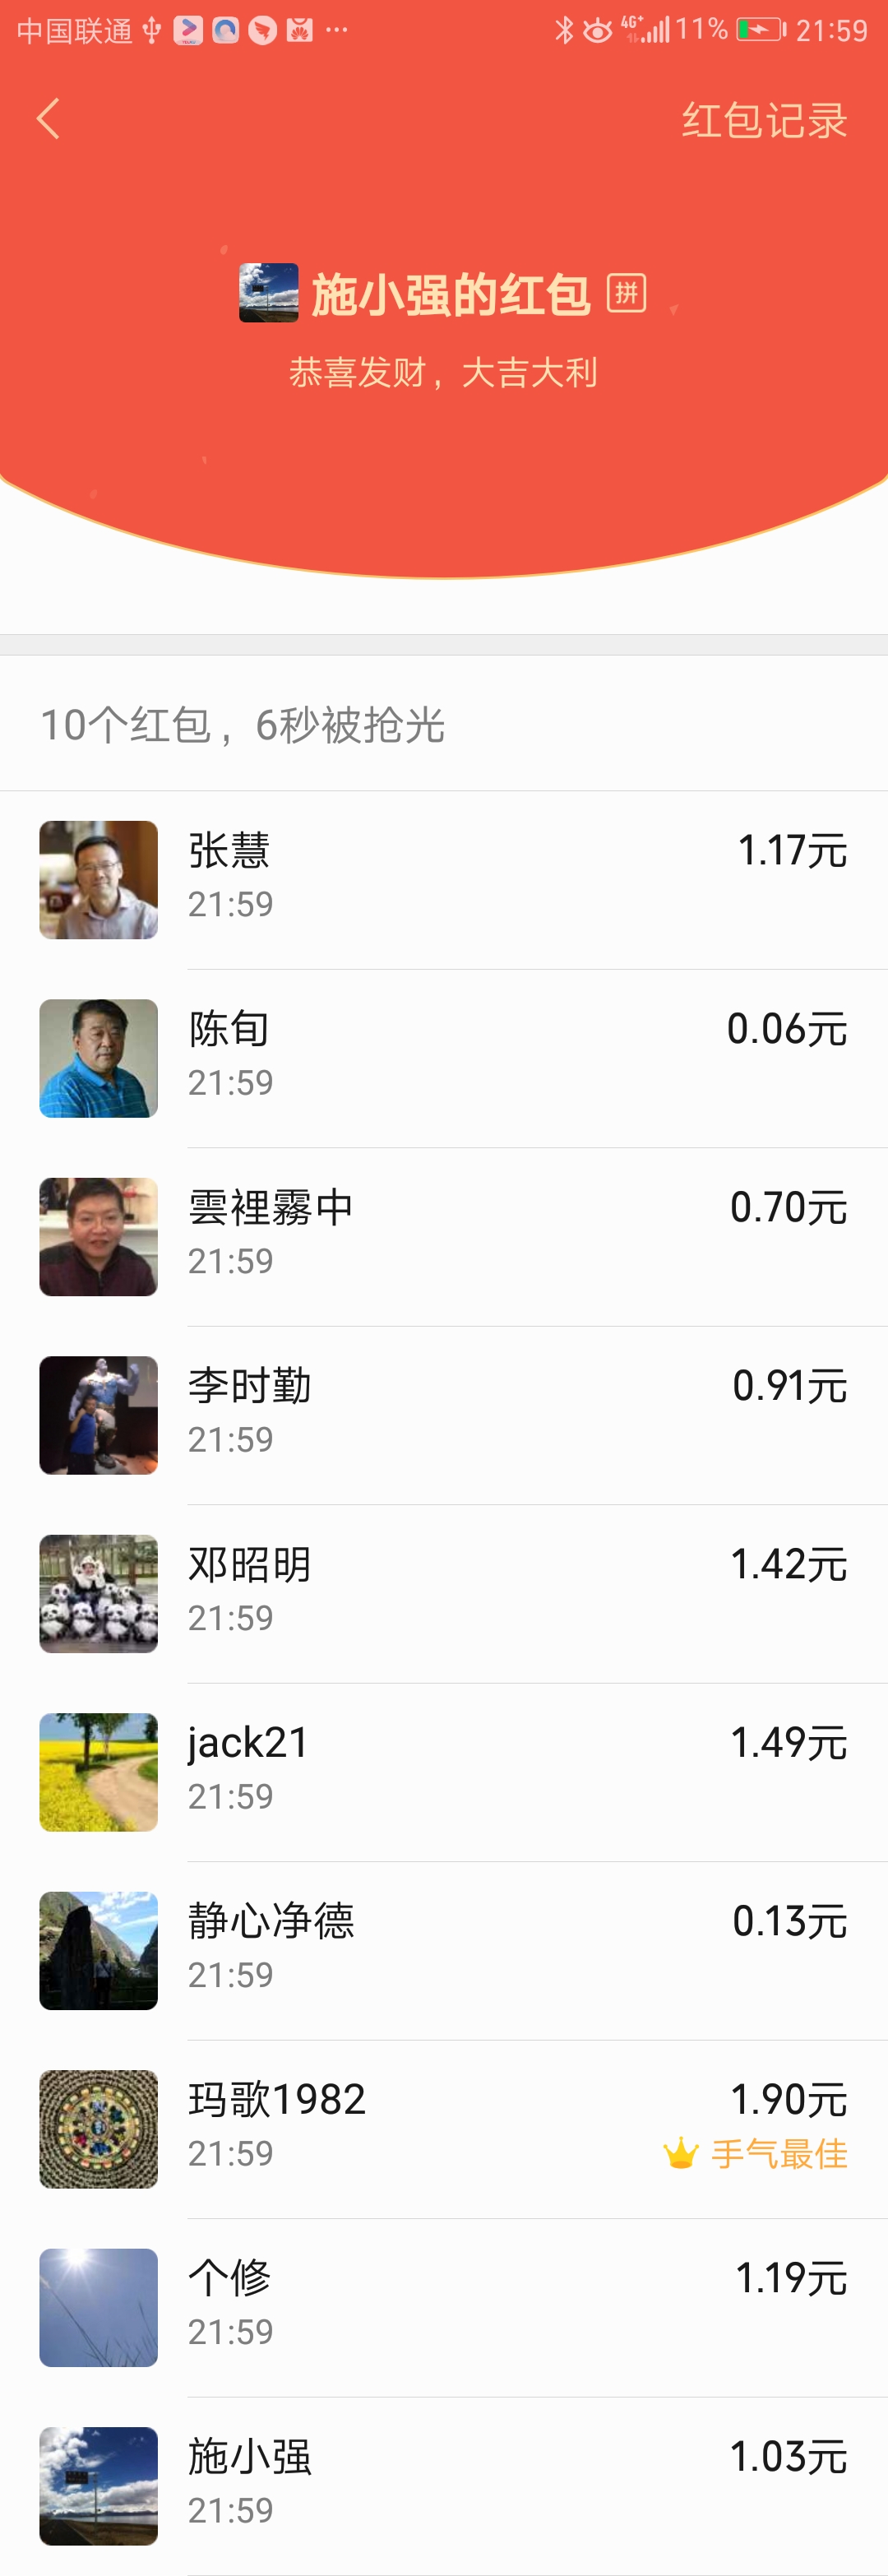 中国联通 4G+ 11% 21:59
红包记录
施小强的红包 拼
恭喜发财，大吉大利
10个红包，6秒被抢光
张慧 1.17元
21:59
陈旬 0.06元
21:59
雲裡霧中 0.70元
21:59
李时勤 0.91元
21:59
邓昭明 1.42元
21:59
jack21 1.49元
21:59
静心净德 0.13元
21:59
玛歌1982 1.90元
21:59 手气最佳
个修 1.19元
21:59
施小强 1.03元
21:59